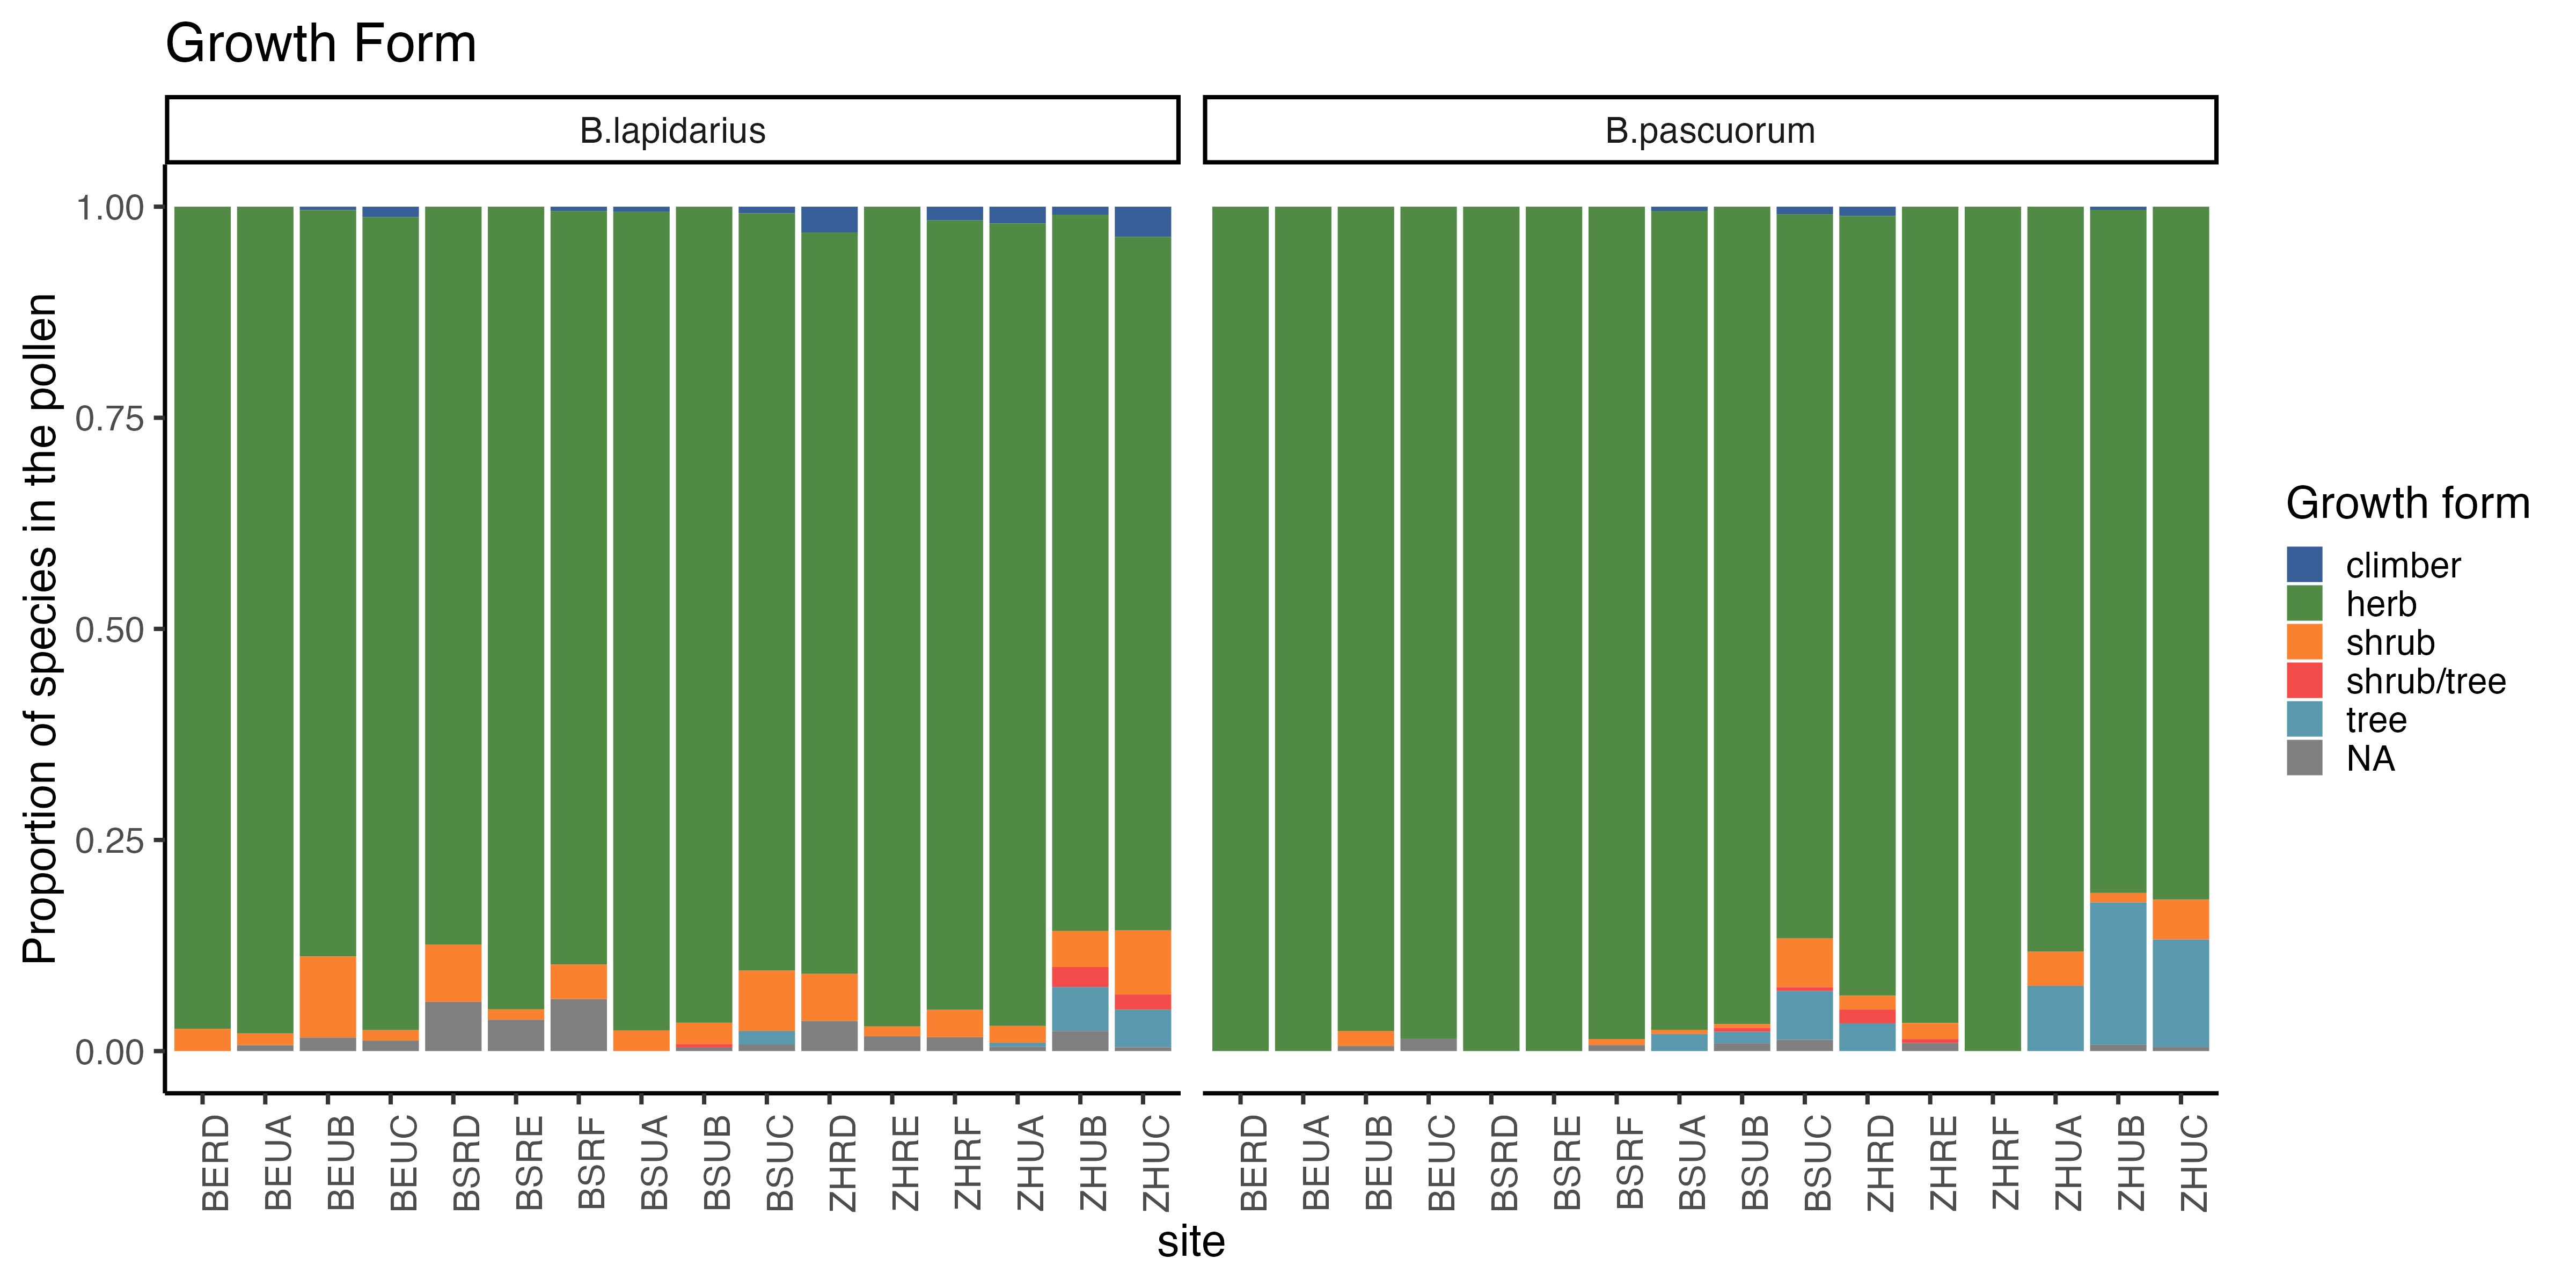 Growth Form
B.lapidarius
B.pascuorum
Proportion of species in the pollen
1.00
0.75
0.50
0.25
0.00
BERD
BEUA
BEUB
BEUC
BSRD
BSRE
BSRF
BSUA
BSUB
BSUC
ZHRD
ZHRE
ZHRF
ZHUA
ZHUB
ZHUC
BERD
BEUA
BEUB
BEUC
BSRD
BSRE
BSRF
BSUA
BSUB
BSUC
ZHRD
ZHRE
ZHRF
ZHUA
ZHUB
ZHUC
site
Growth form
climber
herb
shrub
shrub/tree
tree
NA